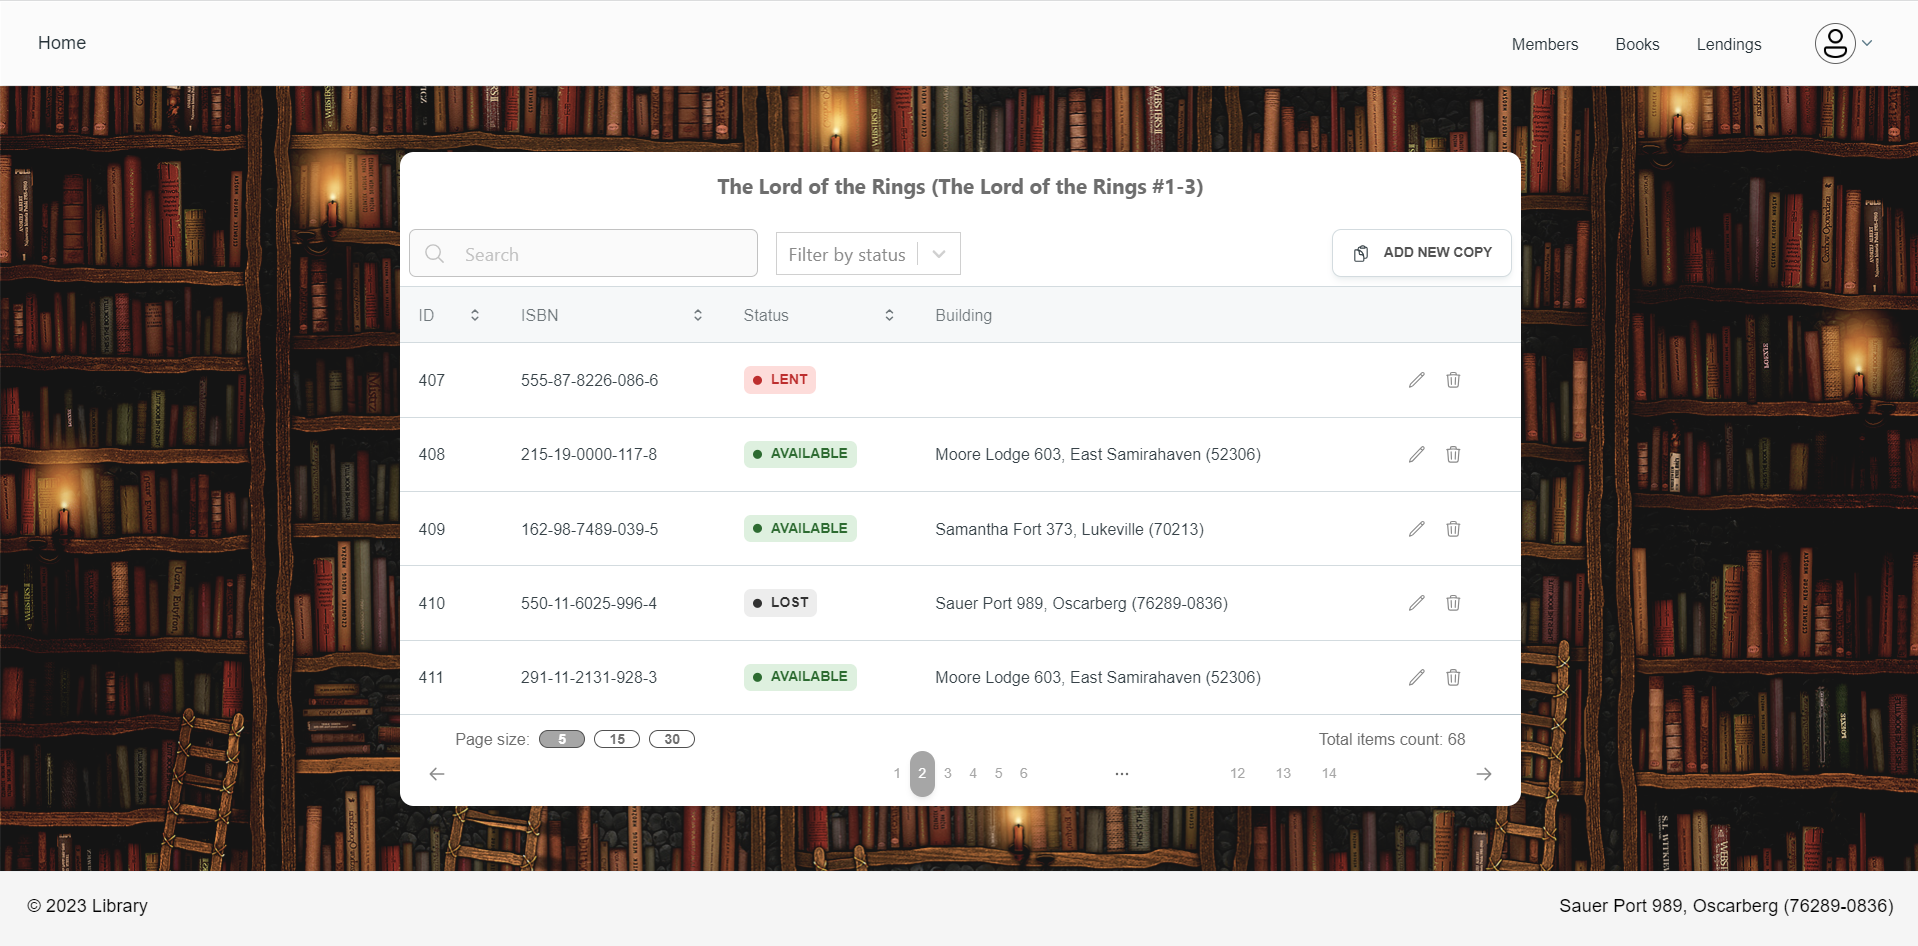 Home
Members
Books
Lendings
The Lord of the Rings (The Lord of the Rings #1-3)
Search
Filter by status
ADD NEW COPY
ID
ISBN
Status
Building
407
555-87-8226-086-6
LENT
408
215-19-0000-117-8
AVAILABLE
Moore Lodge 603, East Samirahaven (52306)
409
162-98-7489-039-5
AVAILABLE
Samantha Fort 373, Lukeville (70213)
410
550-11-6025-996-4
LOST
Sauer Port 989, Oscarberg (76289-0836)
411
291-11-2131-928-3
AVAILABLE
Moore Lodge 603, East Samirahaven (52306)
Page size: 5 15 30
Total items count: 68
1 2 3 4 5 6 ... 12 13 14
© 2023 Library
Sauer Port 989, Oscarberg (76289-0836)